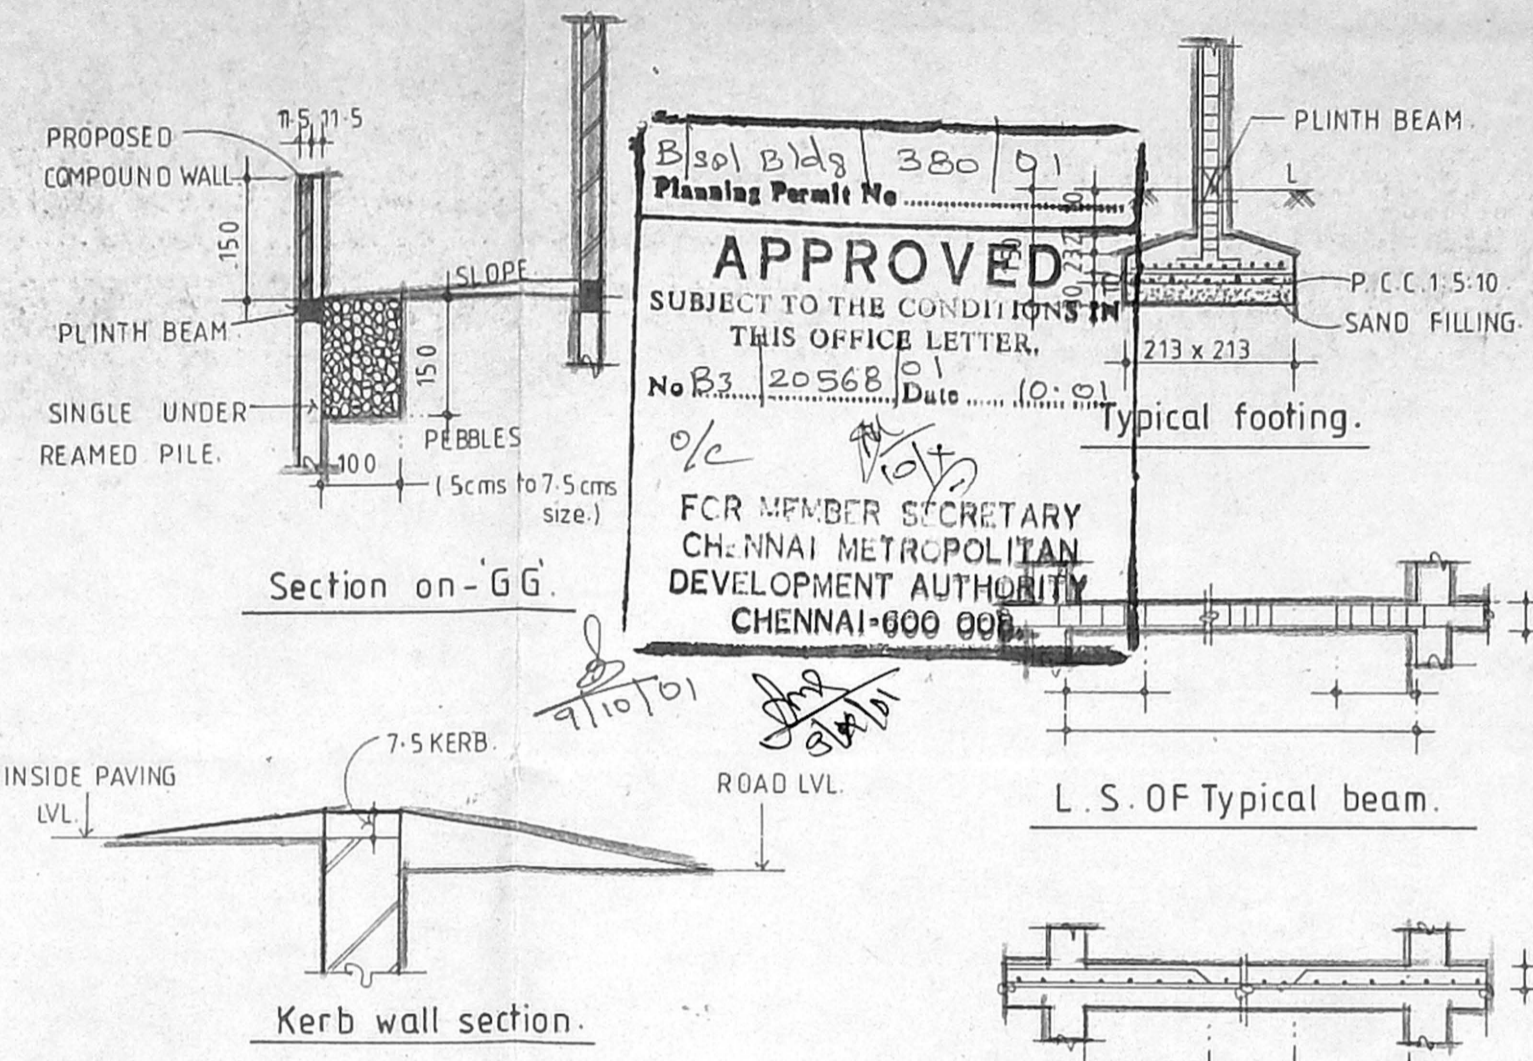 11.5 11.5
PROPOSED
COMPOUND WALL
150
PLINTH BEAM
SLOPE
150
SINGLE UNDER
REAMED PILE.
PEBBLES
100
(5cms to 7.5cms
size.)
Section on-'GG'.
B/spl Bldg / 380 / 01
Planning Permit No
APPROVED
SUBJECT TO THE CONDITIONS IN
THIS OFFICE LETTER.
No B3 / 20568 / 01 Date 10.01
O/C
FOR MEMBER SECRETARY
CHENNAI METROPOLITAN
DEVELOPMENT AUTHORITY
CHENNAI-600 008.
9/10/01
PLINTH BEAM.
L
P.C.C.1:5:10
SAND FILLING.
213 x 213
Typical footing.
L.S.OF Typical beam.
7.5 KERB.
INSIDE PAVING
LVL.
ROAD LVL.
Kerb wall section.